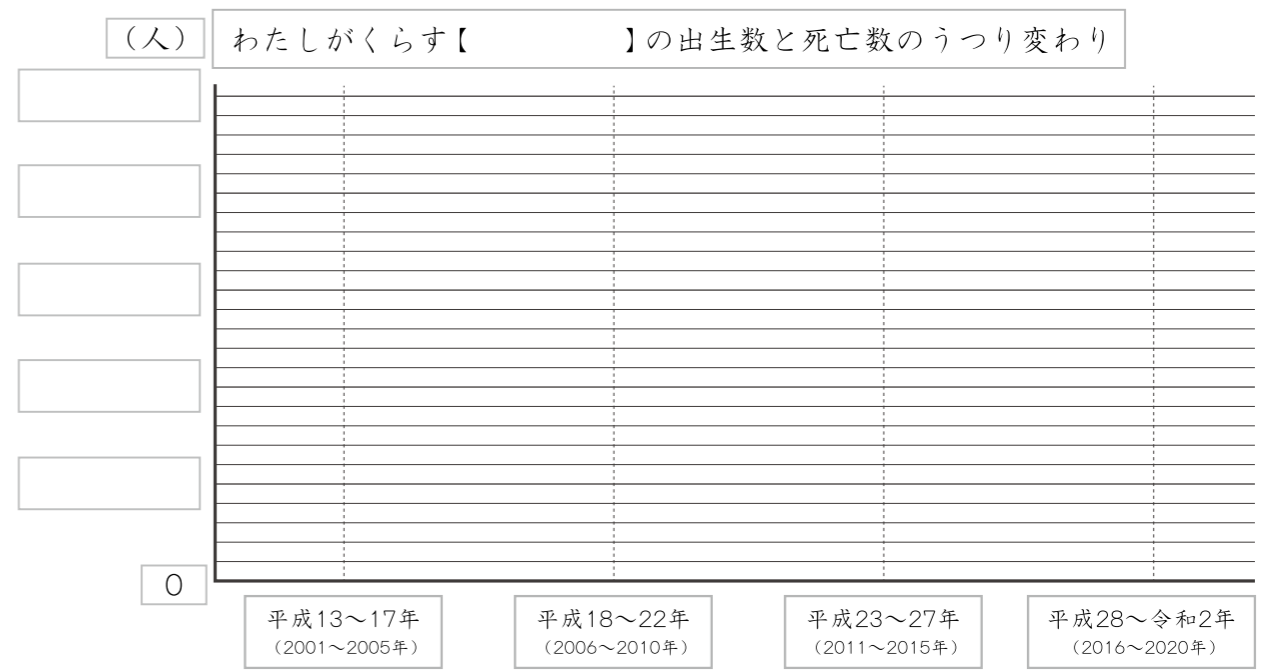 （人）
わたしがくらす【　　　　】の出生数と死亡数のうつり変わり
0
平成13〜17年
（2001〜2005年）
平成18〜22年
（2006〜2010年）
平成23〜27年
（2011〜2015年）
平成28〜令和2年
（2016〜2020年）